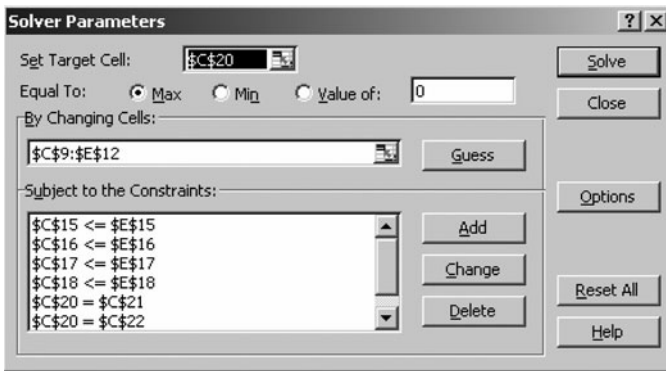 Solver Parameters ? X
Set Target Cell: $C$20 Solve
Equal To: Max Min Value of: 0 Close
By Changing Cells:
$C$9:$E$12 Guess
Subject to the Constraints: Options
$C$15 <= $E$15 Add
$C$16 <= $E$16
$C$17 <= $E$17 Change
$C$18 <= $E$18 Reset All
$C$20 = $C$21 Delete
$C$20 = $C$22 Help